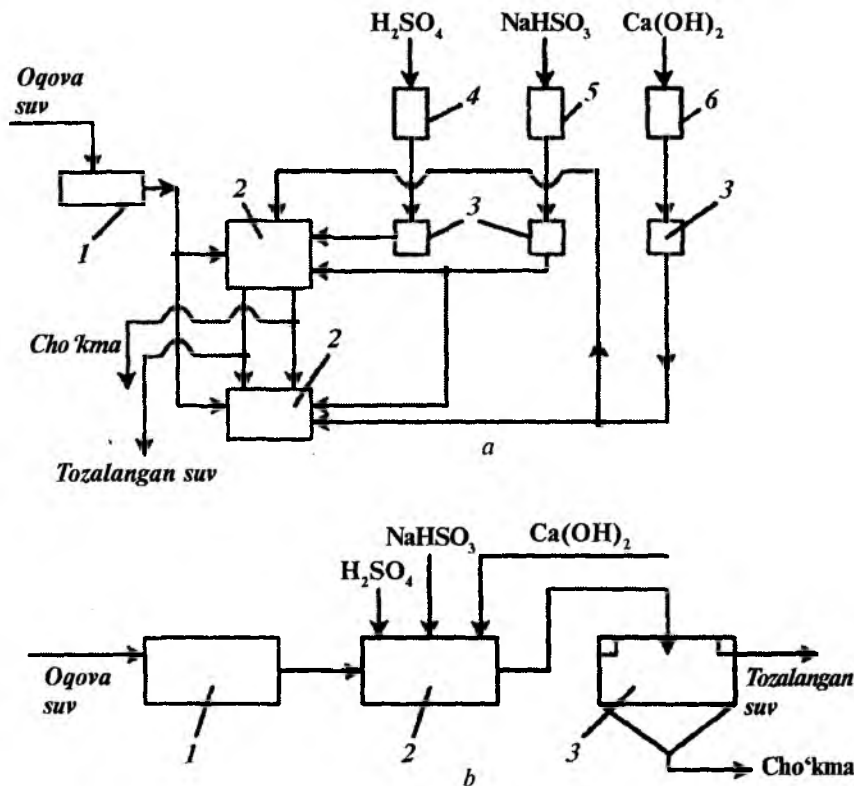 H₂SO₄ NaHSO₃ Ca(OH)₂
Oqova
suv
4 5 6
1 2 3 3
Cho‘kma
2
Tozalangan suv
a
NaHSO₃ Ca(OH)₂
H₂SO₄
Oqova
suv
Tozalangan
suv
1 2 3
b
Cho‘kma